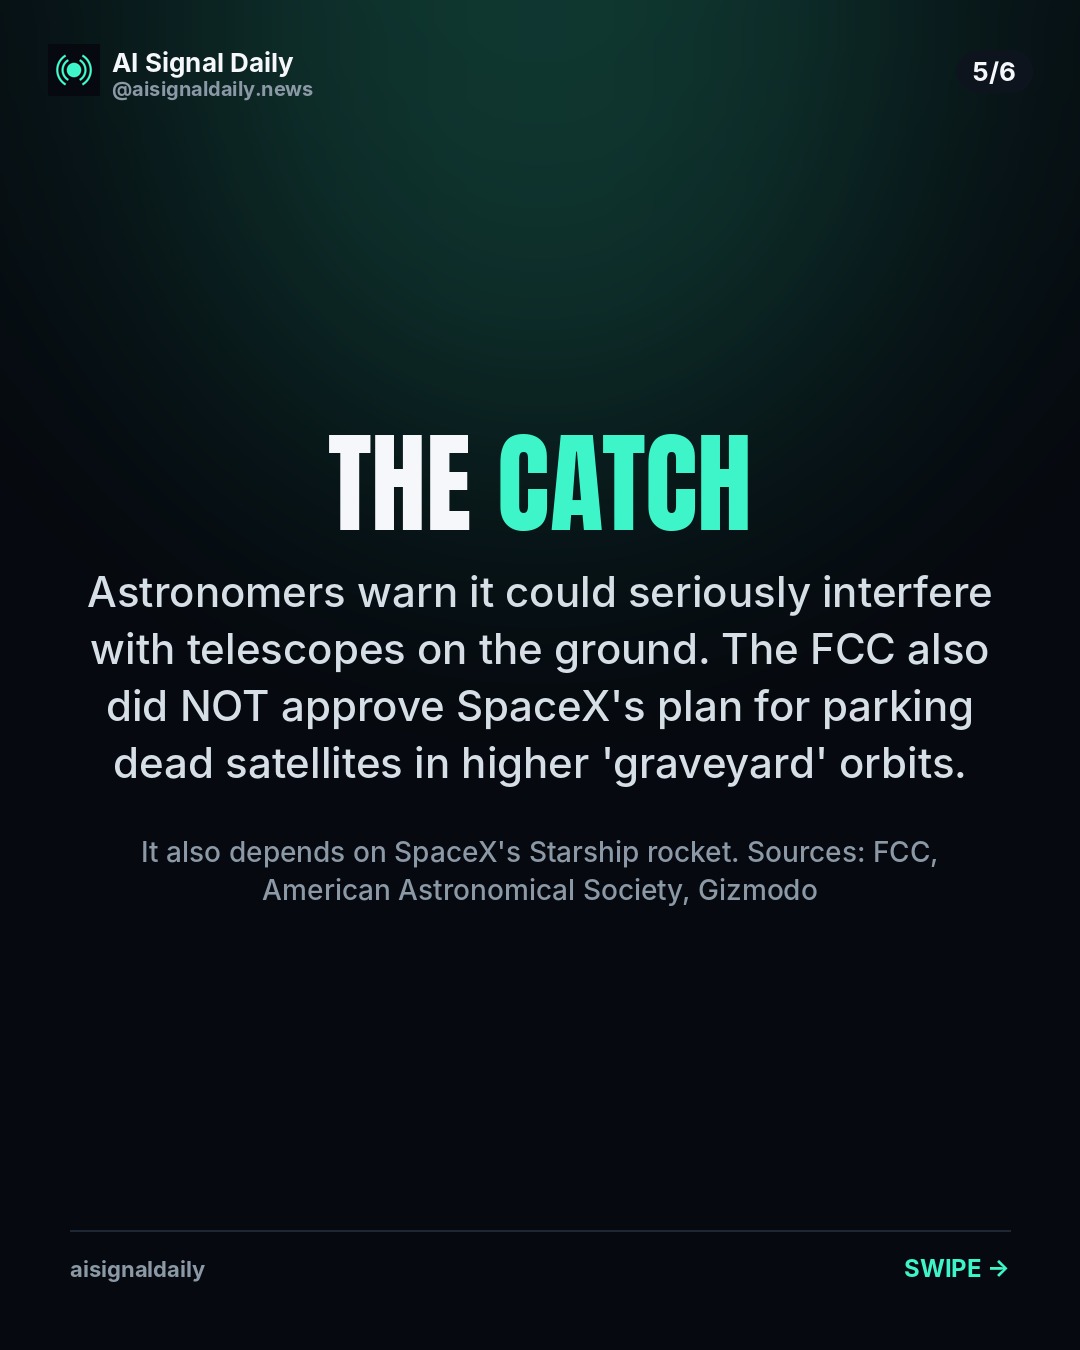 AI Signal Daily
@aisignaldaily.news
5/6
THE CATCH
Astronomers warn it could seriously interfere
with telescopes on the ground. The FCC also
did NOT approve SpaceX's plan for parking
dead satellites in higher 'graveyard' orbits.
It also depends on SpaceX's Starship rocket. Sources: FCC,
American Astronomical Society, Gizmodo
aisignaldaily
SWIPE →